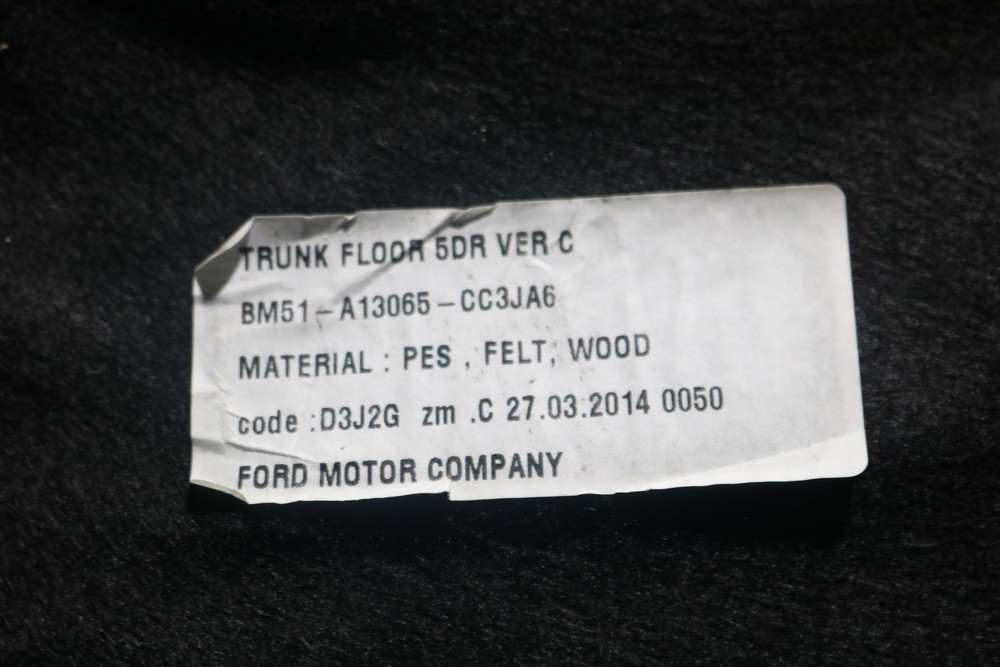 TRUNK FLOOR 5DR VER C
BM51-A13065-CC3JA6
MATERIAL : PES , FELT, WOOD
code :D3J2G zm .C 27.03.2014 0050
FORD MOTOR COMPANY